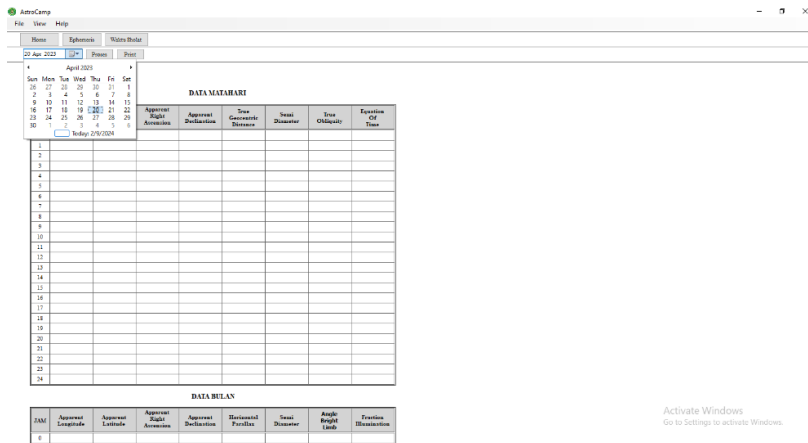 AstroCamp
File View Help
Home Ephemeris Waktu Shalat
20 Apr 2023 Proses Print
April 2023
Sun Mon Tue Wed Thu Fri Sat
26 27 28 29 30 31 1
2 3 4 5 6 7 8
9 10 11 12 13 14 15
16 17 18 19 20 21 22
23 24 25 26 27 28 29
30 1 2 3 4 5 6
Today: 2/9/2024
DATA MATAHARI
Apparent Right Ascension
Apparent Declination
True Geocentric Distance
Semi Diameter
True Obliquity
Equation Of Time
1
2
3
4
5
6
7
8
9
10
11
12
13
14
15
16
17
18
19
20
21
22
23
24
DATA BULAN
JAM
Apparent Longitude
Apparent Latitude
Apparent Right Ascension
Apparent Declination
Horizontal Parallax
Semi Diameter
Angle Bright Limb
Fraction Illumination
0
Activate Windows
Go to Settings to activate Windows.